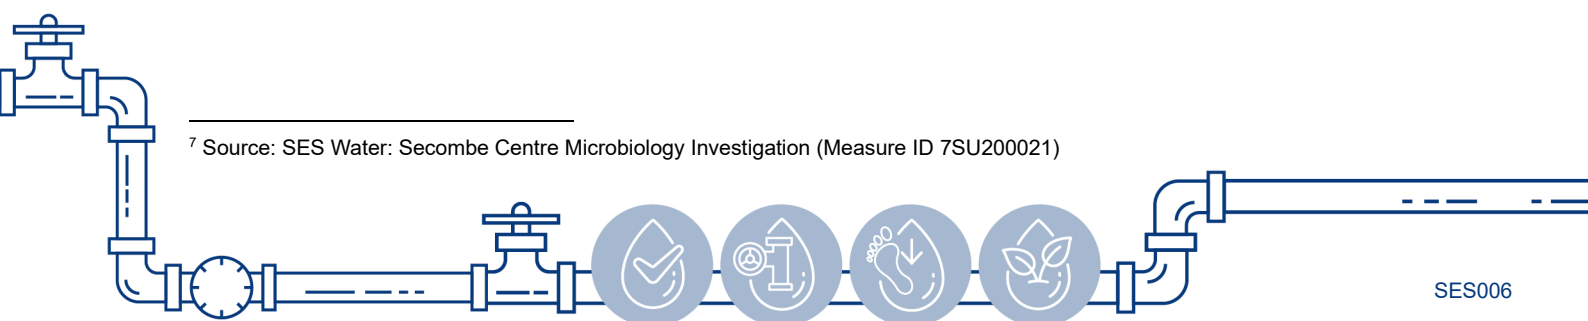 ⁷ Source: SES Water: Secombe Centre Microbiology Investigation (Measure ID 7SU200021)
SES006